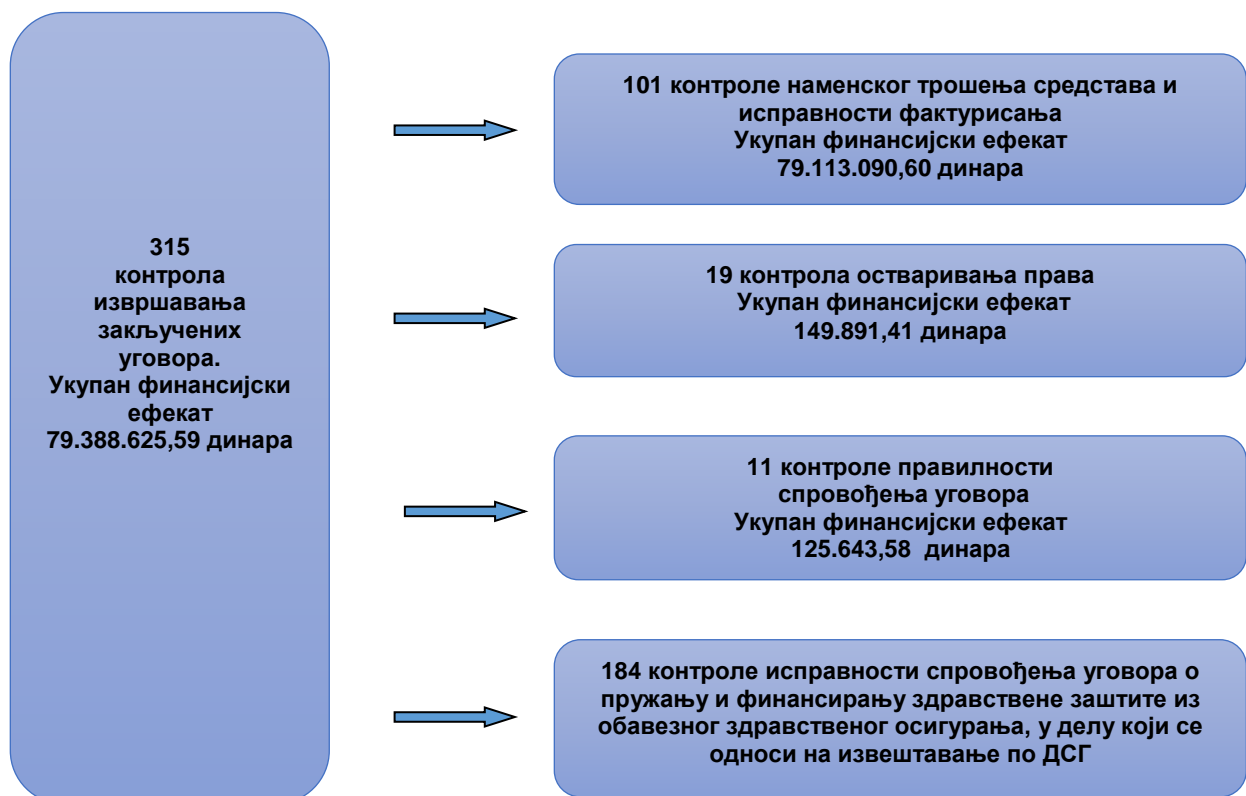 315
контрола
извршавања
закључених
уговора.
Укупан финансијски
ефекат
79.388.625,59 динара
101 контроле наменског трошења средстава и
исправности фактурисања
Укупан финансијски ефекат
79.113.090,60 динара
19 контрола остваривања права
Укупан финансијски ефекат
149.891,41 динара
11 контроле правилности
спровођења уговора
Укупан финансијски ефекат
125.643,58 динара
184 контроле исправности спровођења уговора о
пружању и финансирању здравствене заштите из
обавезног здравственог осигурања, у делу који се
односи на извештавање по ДСГ